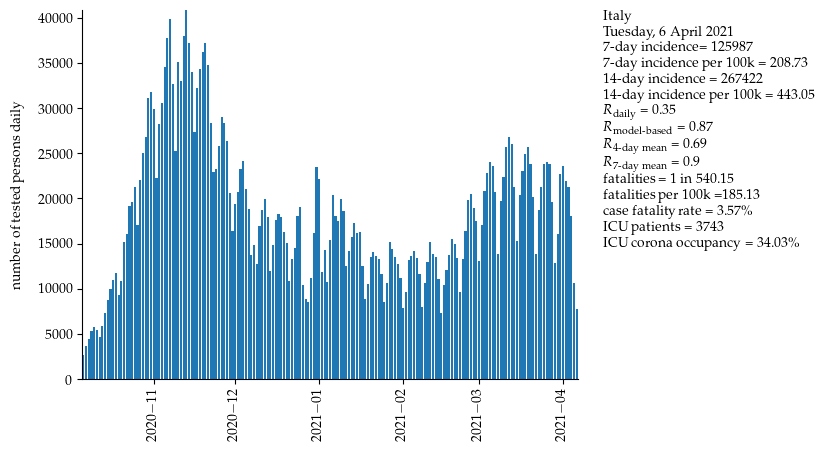 40000
35000
30000
25000
20000
15000
10000
5000
0
number of tested persons daily
2020−11
2020−12
2021−01
2021−02
2021−03
2021−04
Italy
Tuesday, 6 April 2021
7-day incidence= 125987
7-day incidence per 100k = 208.73
14-day incidence = 267422
14-day incidence per 100k = 443.05
Rdaily = 0.35
Rmodel-based = 0.87
R4-day mean = 0.69
R7-day mean = 0.9
fatalities = 1 in 540.15
fatalities per 100k =185.13
case fatality rate = 3.57%
ICU patients = 3743
ICU corona occupancy = 34.03%